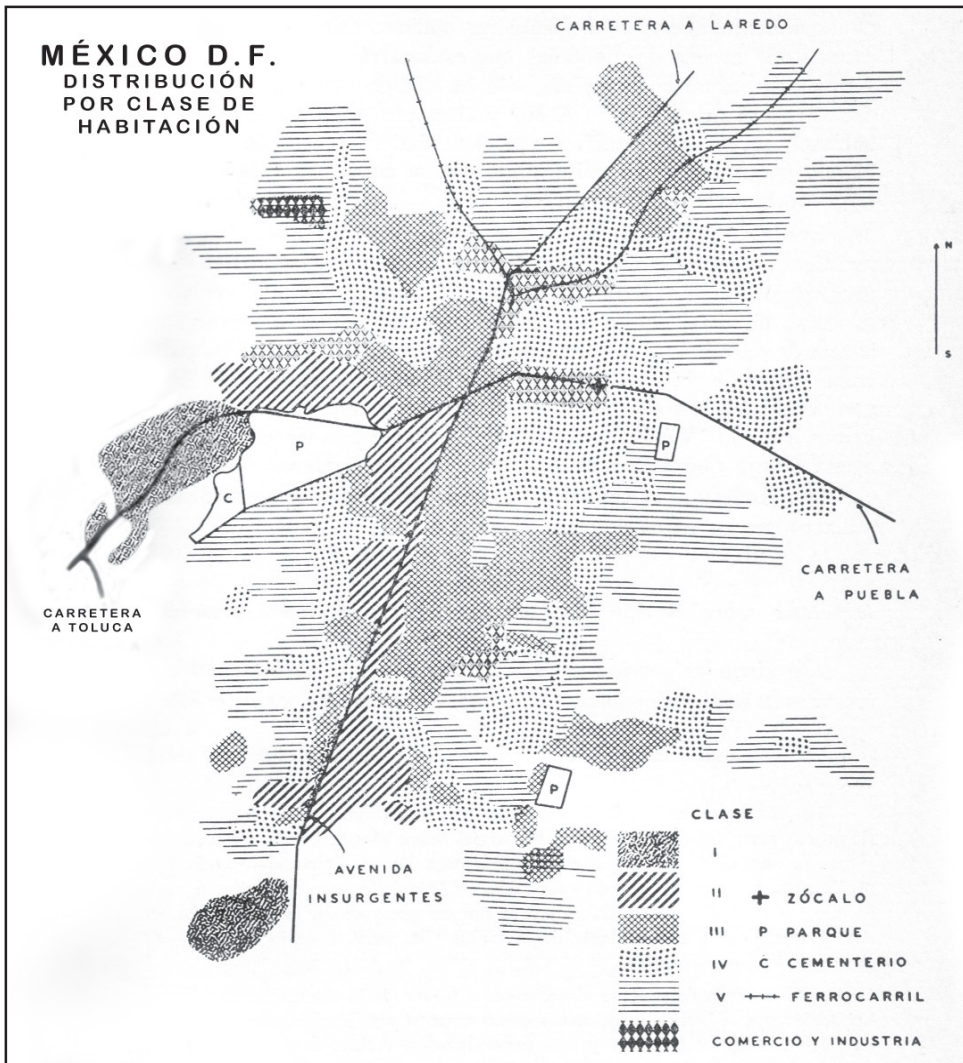 MÉXICO D.F.
DISTRIBUCIÓN
POR CLASE DE
HABITACIÓN
CARRETERA A LAREDO
N
S
P
P
C
CARRETERA
A PUEBLA
CARRETERA
A TOLUCA
P
AVENIDA
INSURGENTES
CLASE
I
II ZÓCALO
III P PARQUE
IV C CEMENTERIO
V FERROCARRIL
COMERCIO Y INDUSTRIA